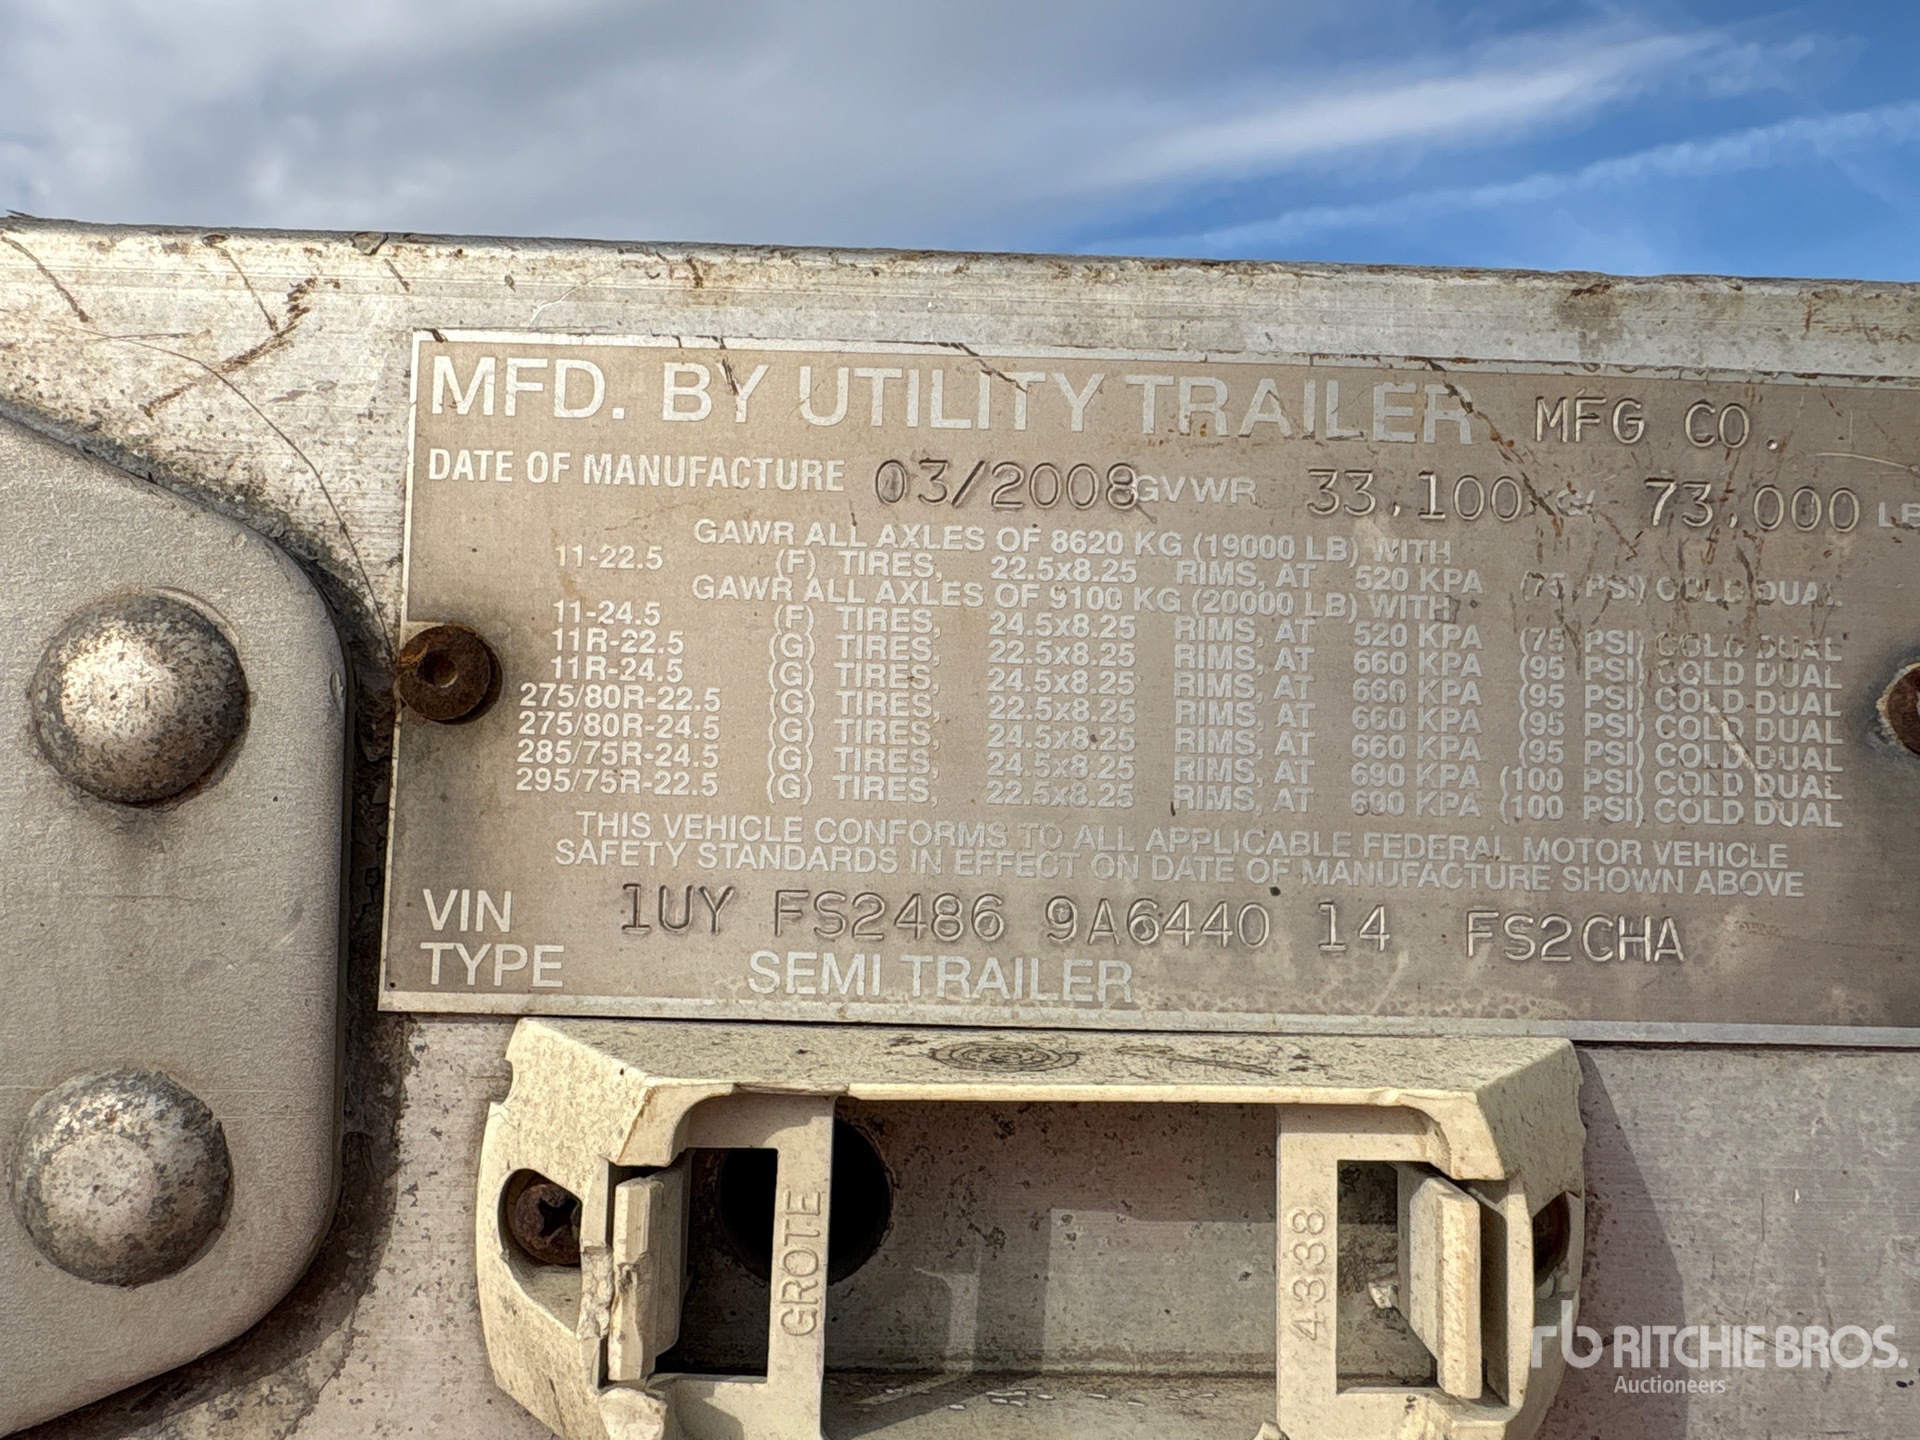 MFD. BY UTILITY TRAILER MFG CO.
DATE OF MANUFACTURE 03/2008 GVWR 33,100 KG/ 73,000 LB
GAWR ALL AXLES OF 8620 KG (19000 LB) WITH
11-22.5 (F) TIRES, 22.5x8.25 RIMS, AT 520 KPA (75 PSI) COLD DUAL
GAWR ALL AXLES OF 9100 KG (20000 LB) WITH
11-24.5 (F) TIRES, 24.5x8.25 RIMS, AT 520 KPA (75 PSI) COLD DUAL
11R-22.5 (G) TIRES, 22.5x8.25 RIMS, AT 660 KPA (95 PSI) COLD DUAL
11R-24.5 (G) TIRES, 24.5x8.25 RIMS, AT 660 KPA (95 PSI) COLD DUAL
275/80R-22.5 (G) TIRES, 22.5x8.25 RIMS, AT 660 KPA (95 PSI) COLD DUAL
275/80R-24.5 (G) TIRES, 24.5x8.25 RIMS, AT 660 KPA (95 PSI) COLD DUAL
285/75R-24.5 (G) TIRES, 24.5x8.25 RIMS, AT 690 KPA (100 PSI) COLD DUAL
295/75R-22.5 (G) TIRES, 22.5x8.25 RIMS, AT 690 KPA (100 PSI) COLD DUAL
THIS VEHICLE CONFORMS TO ALL APPLICABLE FEDERAL MOTOR VEHICLE
SAFETY STANDARDS IN EFFECT ON DATE OF MANUFACTURE SHOWN ABOVE
VIN 1UY FS2486 9A6440 14 FS2CHA
TYPE SEMI TRAILER
GROTE
4338
rb RITCHIE BROS.
Auctioneers